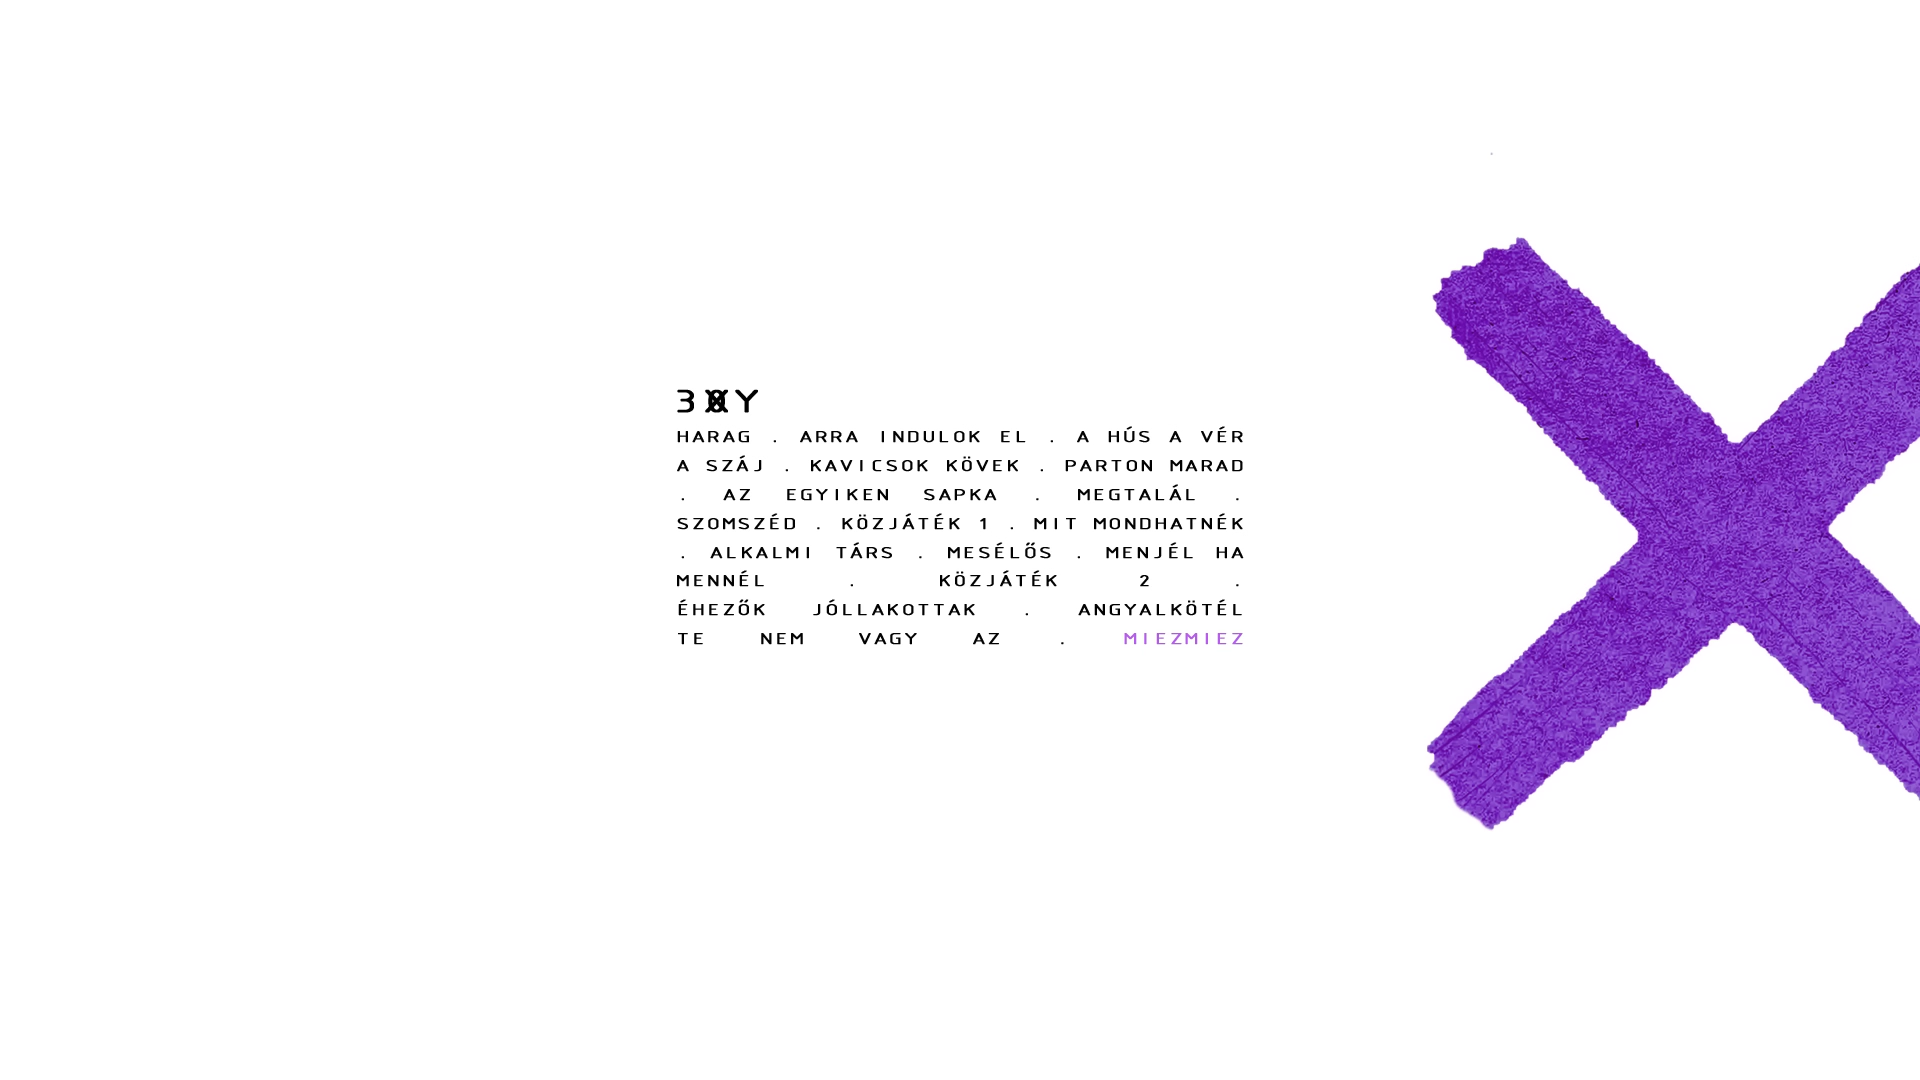 3XY
HARAG . ARRA INDULOK EL . A HÚS A VÉR
A SZÁJ . KAVICSOK KÖVEK . PARTON MARAD
. AZ EGYIKEN SAPKA . MEGTALÁL .
SZOMSZÉD . KÖZJÁTÉK 1 . MIT MONDHATNÉK
. ALKALMI TÁRS . MESÉLŐS . MENJÉL HA
MENNÉL . KÖZJÁTÉK 2 .
ÉHEZŐK JÓLLAKOTTAK . ANGYALKÖTÉL
TE NEM VAGY AZ . MIEZMIEZ